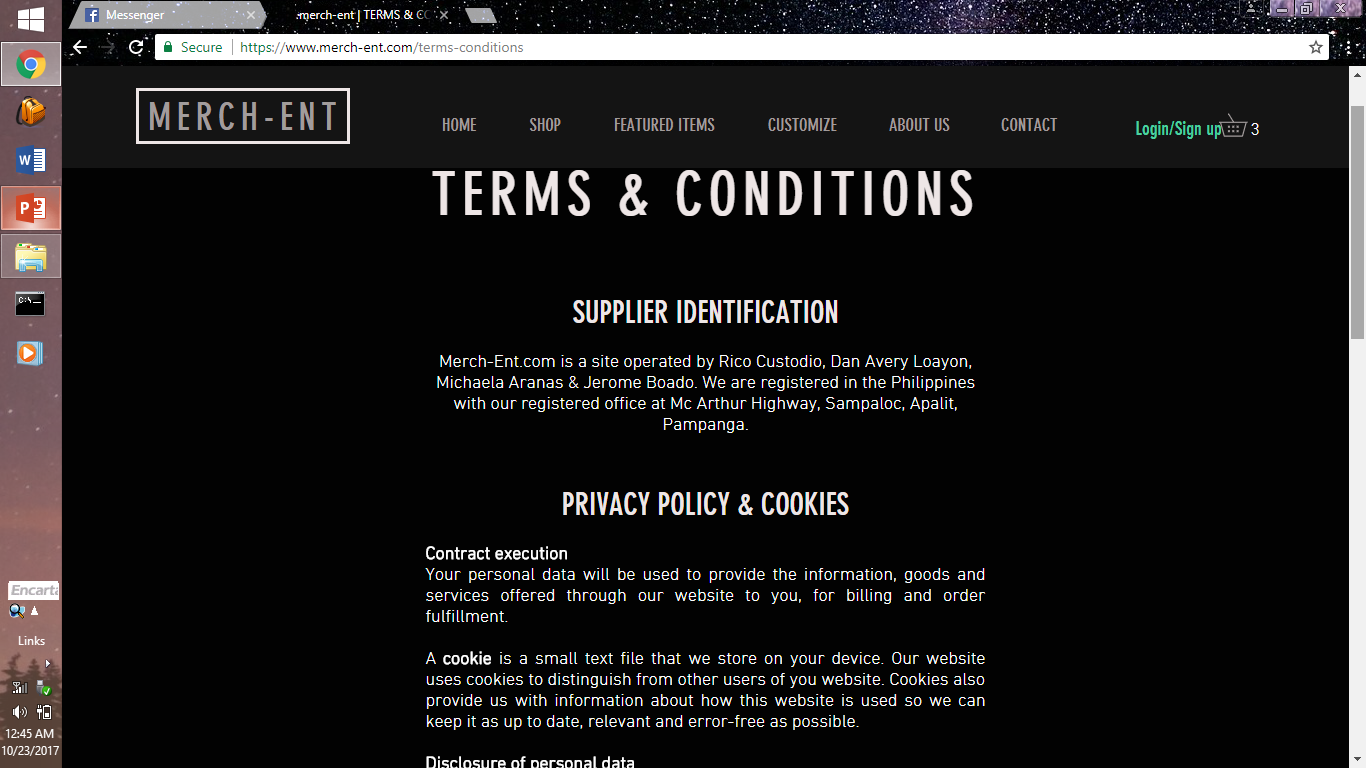 Messenger
merch-ent | TERMS & CO
Secure https://www.merch-ent.com/terms-conditions
MERCH-ENT
HOME SHOP FEATURED ITEMS CUSTOMIZE ABOUT US CONTACT Login/Sign up 3
TERMS & CONDITIONS
SUPPLIER IDENTIFICATION
Merch-Ent.com is a site operated by Rico Custodio, Dan Avery Loayon,
Michaela Aranas & Jerome Boado. We are registered in the Philippines
with our registered office at Mc Arthur Highway, Sampaloc, Apalit,
Pampanga.
PRIVACY POLICY & COOKIES
Contract execution
Your personal data will be used to provide the information, goods and
services offered through our website to you, for billing and order
fulfillment.
A cookie is a small text file that we store on your device. Our website
uses cookies to distinguish from other users of you website. Cookies also
provide us with information about how this website is used so we can
keep it as up to date, relevant and error-free as possible.
Disclosure of personal data
Encarta
Links
12:45 AM
10/23/2017